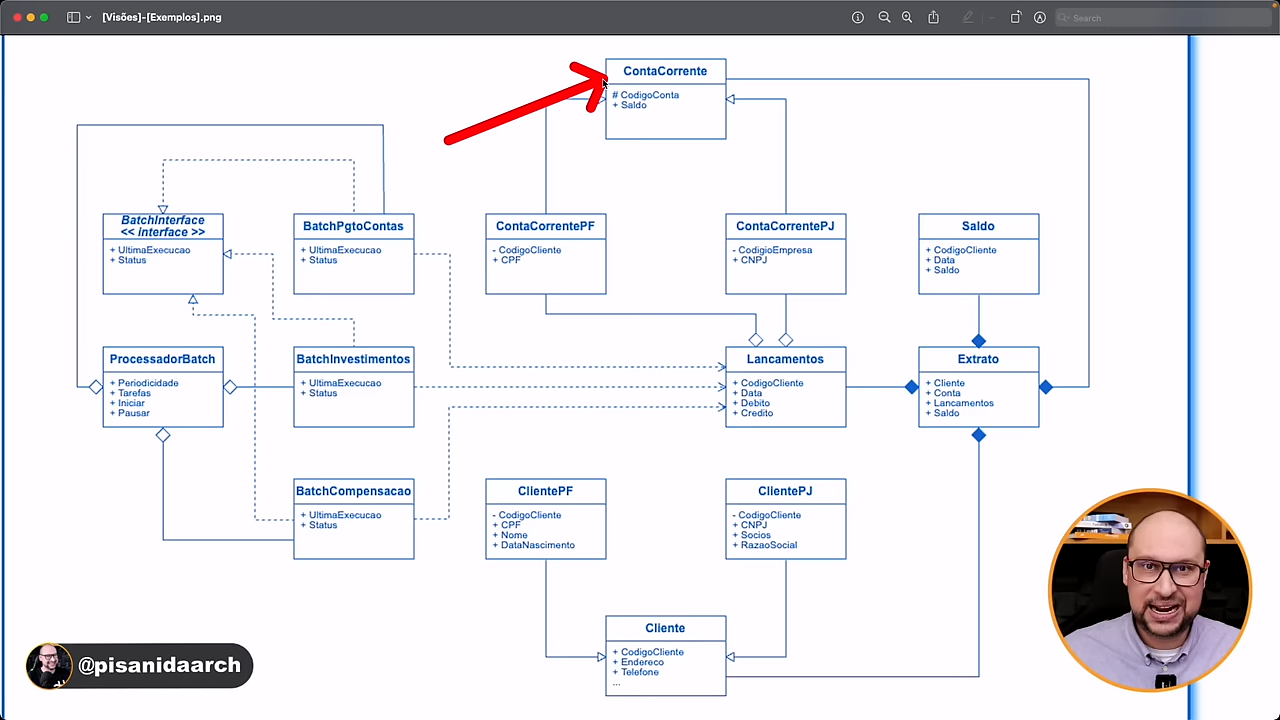 [Visões]-[Exemplos].png
Search
ContaCorrente
# CodigoConta
+ Saldo
BatchInterface
<< interface >>
+ UltimaExecucao
+ Status
BatchPgtoContas
+ UltimaExecucao
+ Status
ContaCorrentePF
- CodigoCliente
+ CPF
ContaCorrentePJ
- CodigioEmpresa
+ CNPJ
Saldo
+ CodigoCliente
+ Data
+ Saldo
ProcessadorBatch
+ Periodicidade
+ Tarefas
+ Iniciar
+ Pausar
BatchInvestimentos
+ UltimaExecucao
+ Status
Lancamentos
+ CodigoCliente
+ Data
+ Debito
+ Credito
Extrato
+ Cliente
+ Conta
+ Lancamentos
+ Saldo
BatchCompensacao
+ UltimaExecucao
+ Status
ClientePF
- CodigoCliente
+ CPF
+ Nome
+ DataNascimento
ClientePJ
- CodigoCliente
+ CNPJ
+ Socios
+ RazaoSocial
Cliente
+ CodigoCliente
+ Endereco
+ Telefone
...
@pisanidaarch